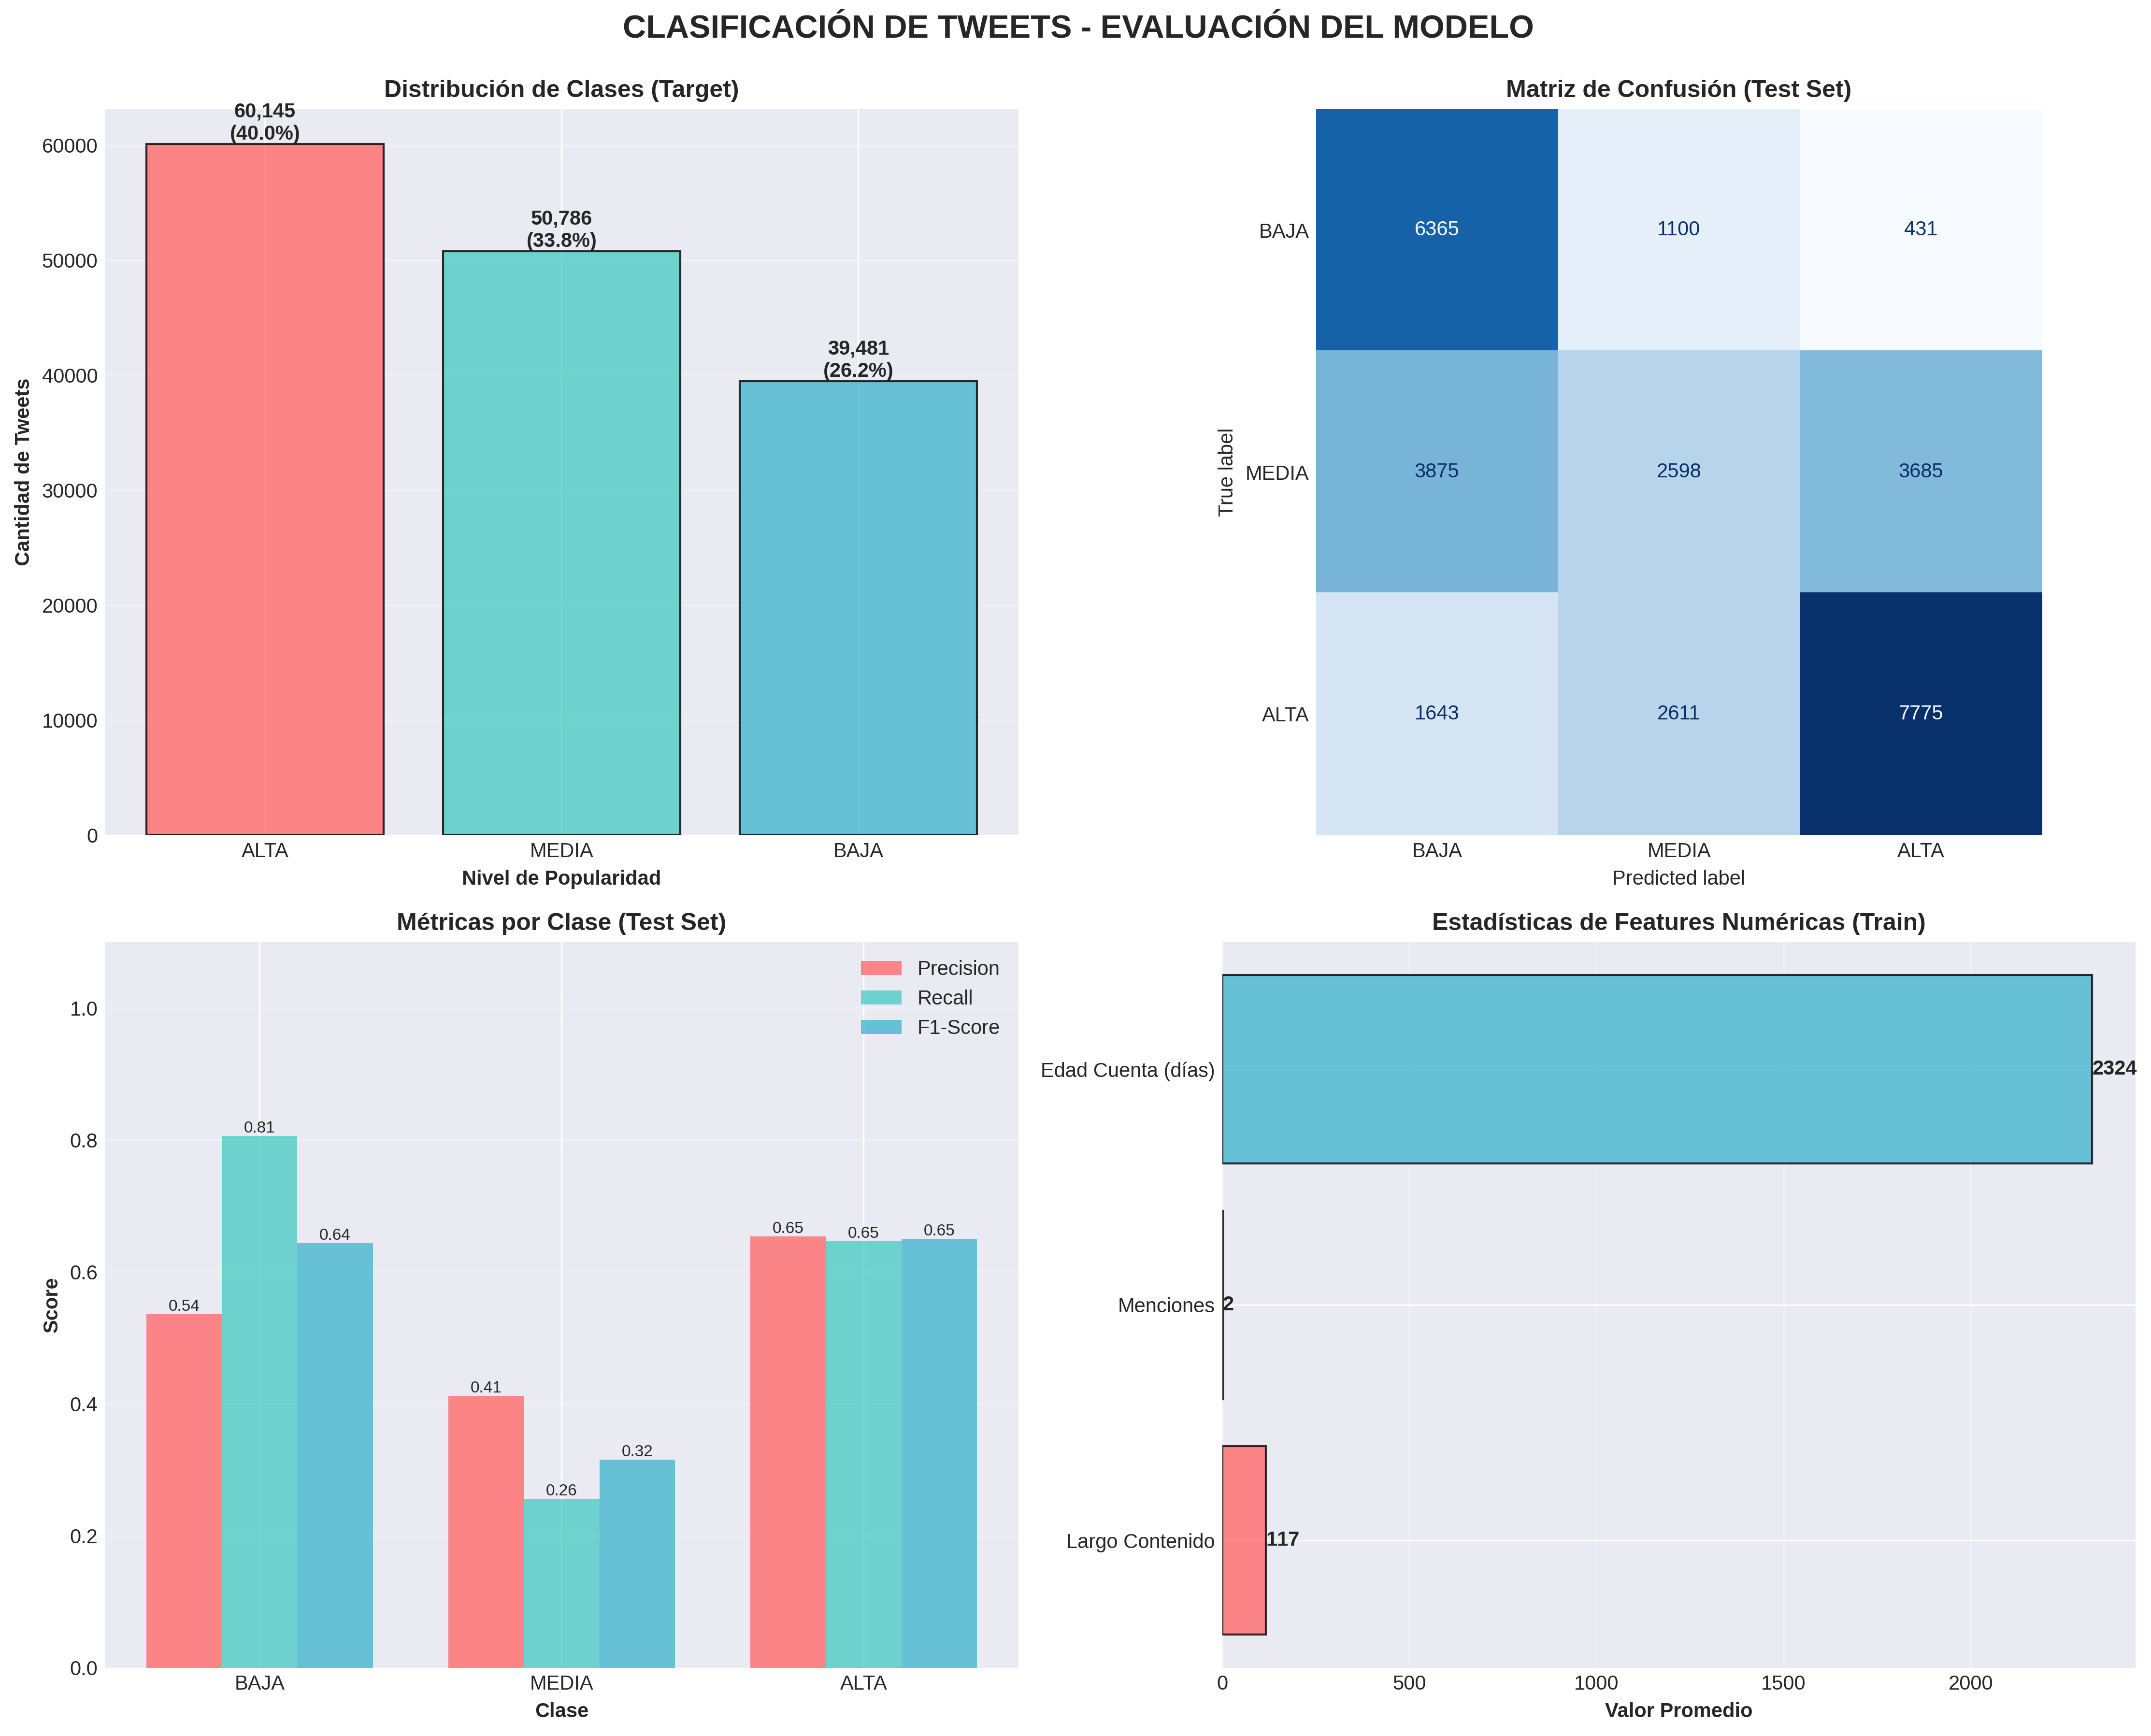 CLASIFICACIÓN DE TWEETS - EVALUACIÓN DEL MODELO
Distribución de Clases (Target)
60,145
(40.0%)
50,786
(33.8%)
39,481
(26.2%)
60000
50000
40000
30000
20000
10000
0
Cantidad de Tweets
ALTA
MEDIA
BAJA
Nivel de Popularidad
Matriz de Confusión (Test Set)
True label
BAJA
6365
1100
431
MEDIA
3875
2598
3685
ALTA
1643
2611
7775
BAJA
MEDIA
ALTA
Predicted label
Métricas por Clase (Test Set)
Precision
Recall
F1-Score
1.0
0.8
0.6
0.4
0.2
0.0
Score
0.54
0.81
0.64
0.41
0.26
0.32
0.65
0.65
0.65
BAJA
MEDIA
ALTA
Clase
Estadísticas de Features Numéricas (Train)
Edad Cuenta (días)
2324
Menciones
2
Largo Contenido
117
0
500
1000
1500
2000
Valor Promedio